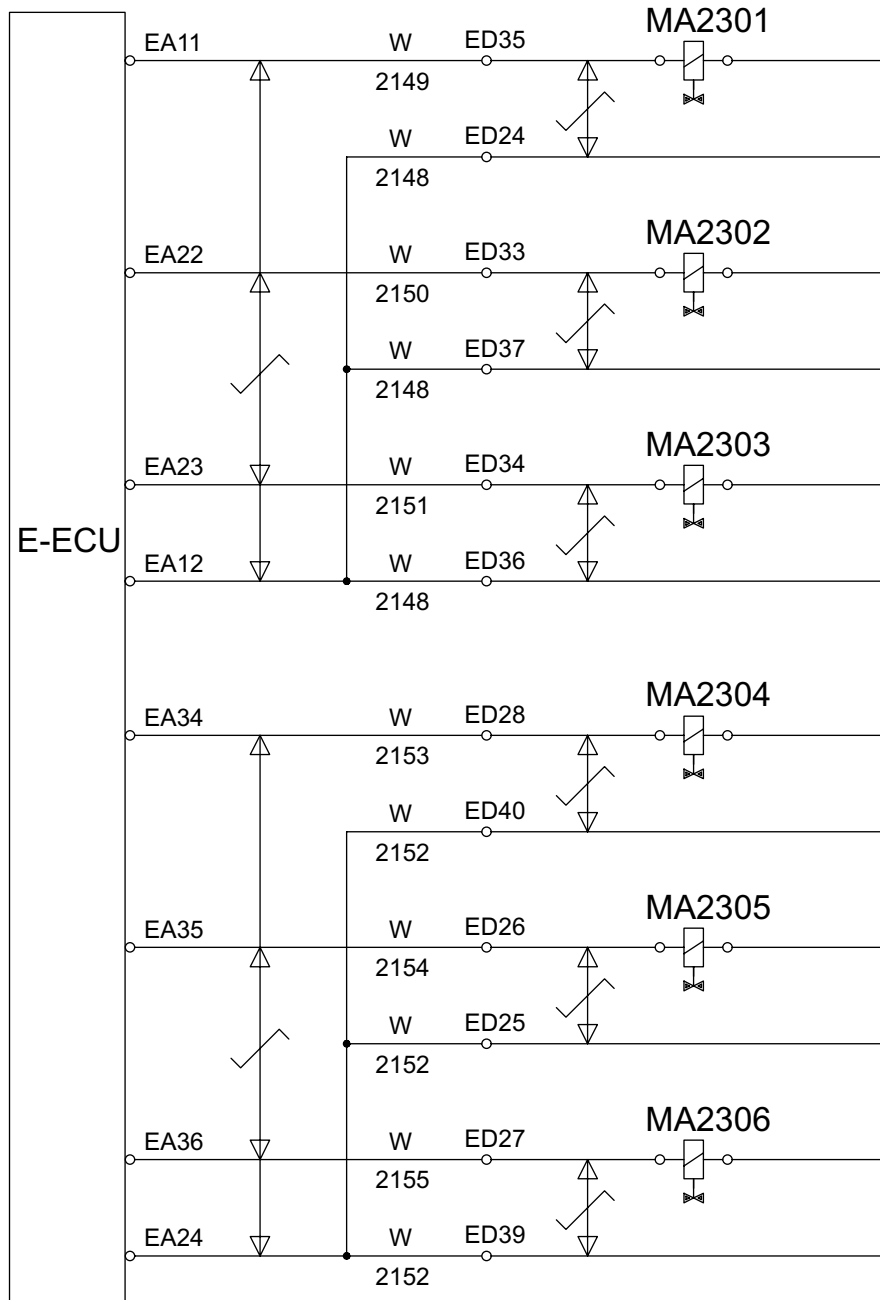 MA2301
EA11 W ED35
2149
W ED24
2148
MA2302
EA22 W ED33
2150
W ED37
2148
MA2303
EA23 W ED34
2151
E-ECU
EA12 W ED36
2148
MA2304
EA34 W ED28
2153
W ED40
2152
MA2305
EA35 W ED26
2154
W ED25
2152
MA2306
EA36 W ED27
2155
EA24 W ED39
2152